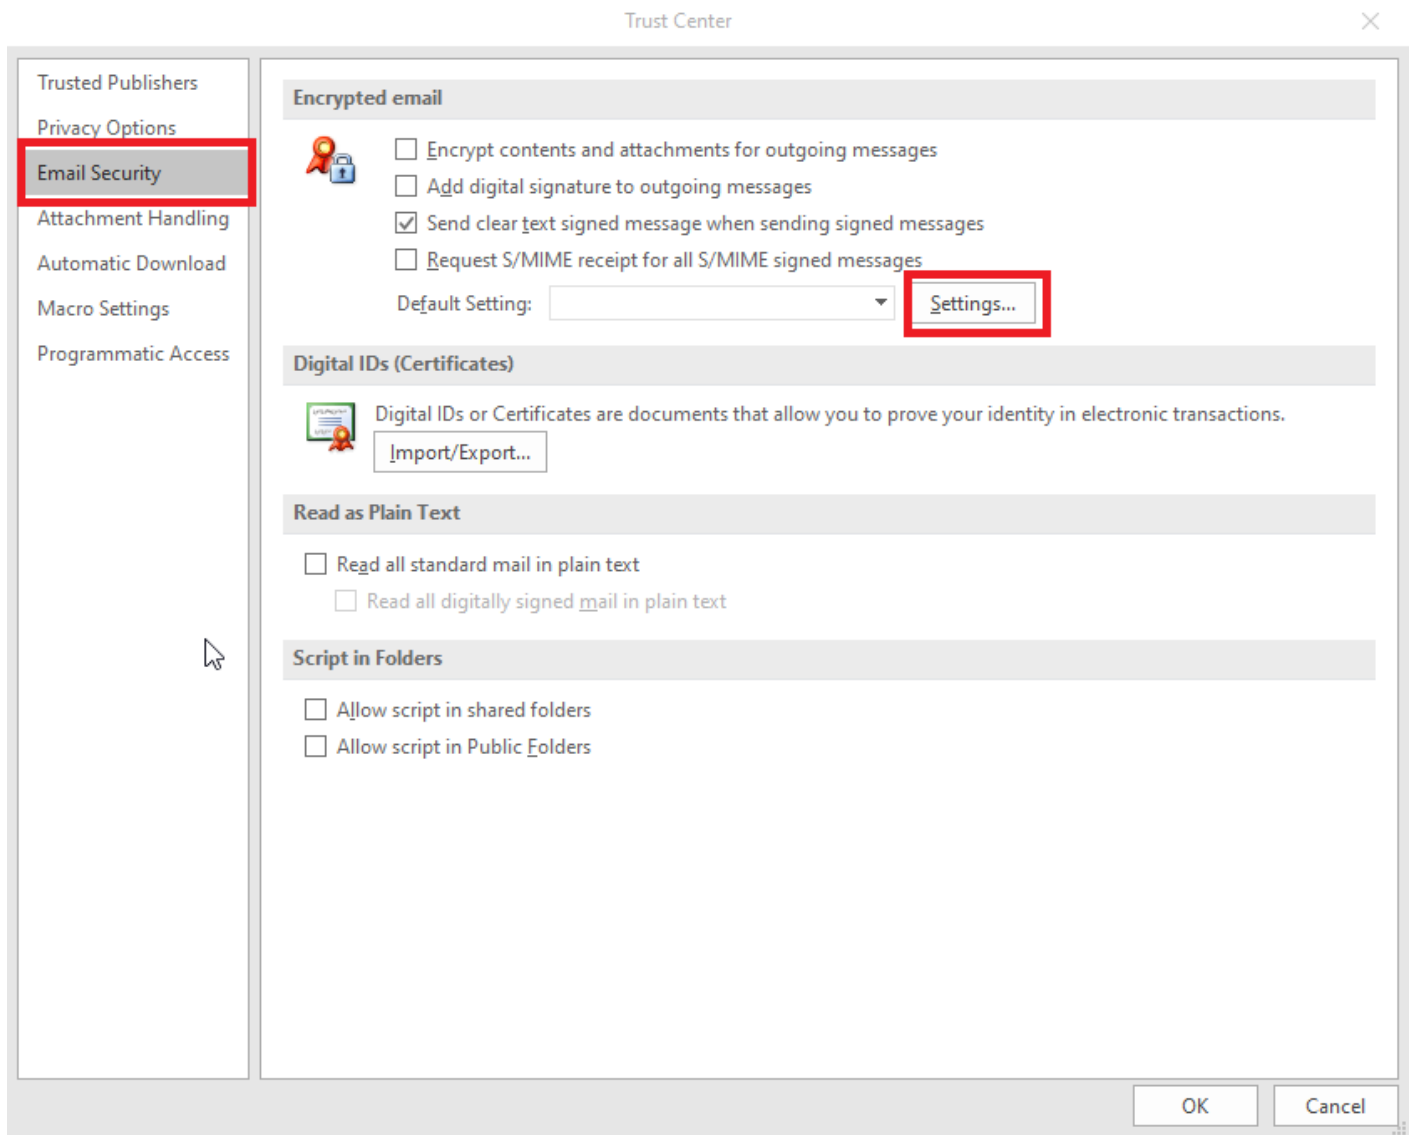 Trust Center
Trusted Publishers
Privacy Options
Email Security
Attachment Handling
Automatic Download
Macro Settings
Programmatic Access
Encrypted email
Encrypt contents and attachments for outgoing messages
Add digital signature to outgoing messages
Send clear text signed message when sending signed messages
Request S/MIME receipt for all S/MIME signed messages
Default Setting:
Settings...
Digital IDs (Certificates)
Digital IDs or Certificates are documents that allow you to prove your identity in electronic transactions.
Import/Export...
Read as Plain Text
Read all standard mail in plain text
Read all digitally signed mail in plain text
Script in Folders
Allow script in shared folders
Allow script in Public Folders
OK
Cancel